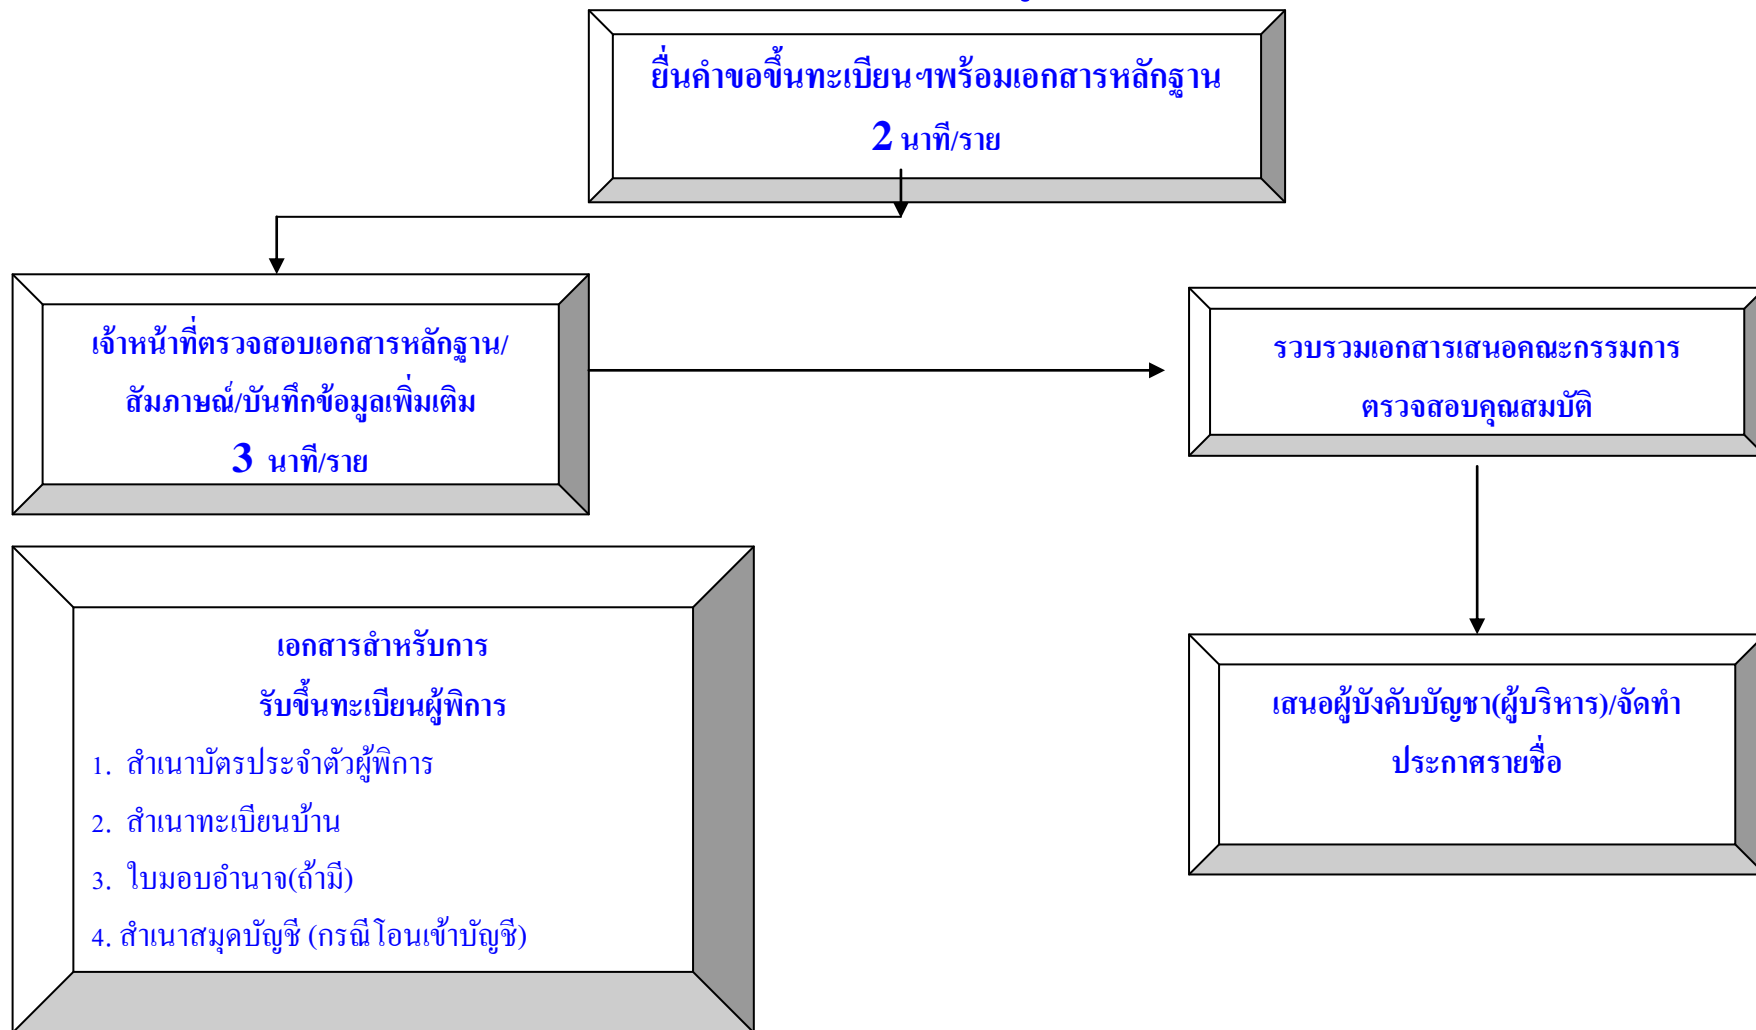 ยื่นคำขอขึ้นทะเบียนฯพร้อมเอกสารหลักฐาน
2 นาที/ราย
เจ้าหน้าที่ตรวจสอบเอกสารหลักฐาน/
สัมภาษณ์/บันทึกข้อมูลเพิ่มเติม
3 นาที/ราย
รวบรวมเอกสารเสนอคณะกรรมการ
ตรวจสอบคุณสมบัติ
เอกสารสำหรับการ
รับขึ้นทะเบียนผู้พิการ
1. สำเนาบัตรประจำตัวผู้พิการ
2. สำเนาทะเบียนบ้าน
3. ใบมอบอำนาจ(ถ้ามี)
4. สำเนาสมุดบัญชี (กรณีโอนเข้าบัญชี)
เสนอผู้บังคับบัญชา(ผู้บริหาร)/จัดทำ
ประกาศรายชื่อ